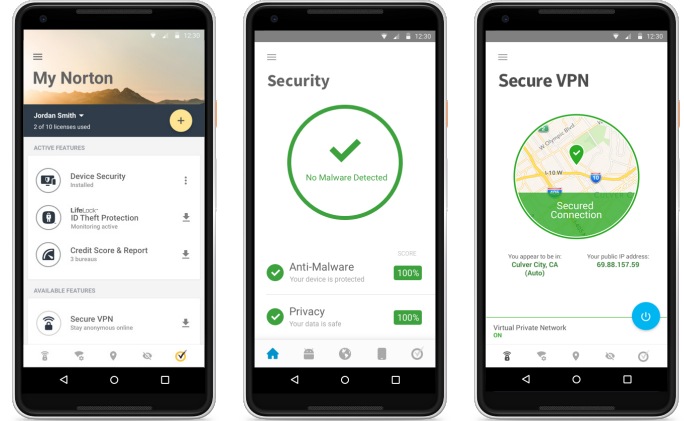 12:30
My Norton
Jordan Smith
2 of 10 licenses used
+
ACTIVE FEATURES
Device Security
Installed
LifeLock
ID Theft Protection
Monitoring active
Credit Score & Report
3 bureaus
AVAILABLE FEATURES
Secure VPN
Stay anonymous online
12:30
Security
No Malware Detected
SCORE
Anti-Malware
Your device is protected
100%
Privacy
Your data is safe
100%
12:30
Secure VPN
W Olympic Blvd
I-10 W
10
Secured
Connection
You appear to be in:
Culver City, CA
(Auto)
Your public IP address:
69.88.157.59
Virtual Private Network
ON